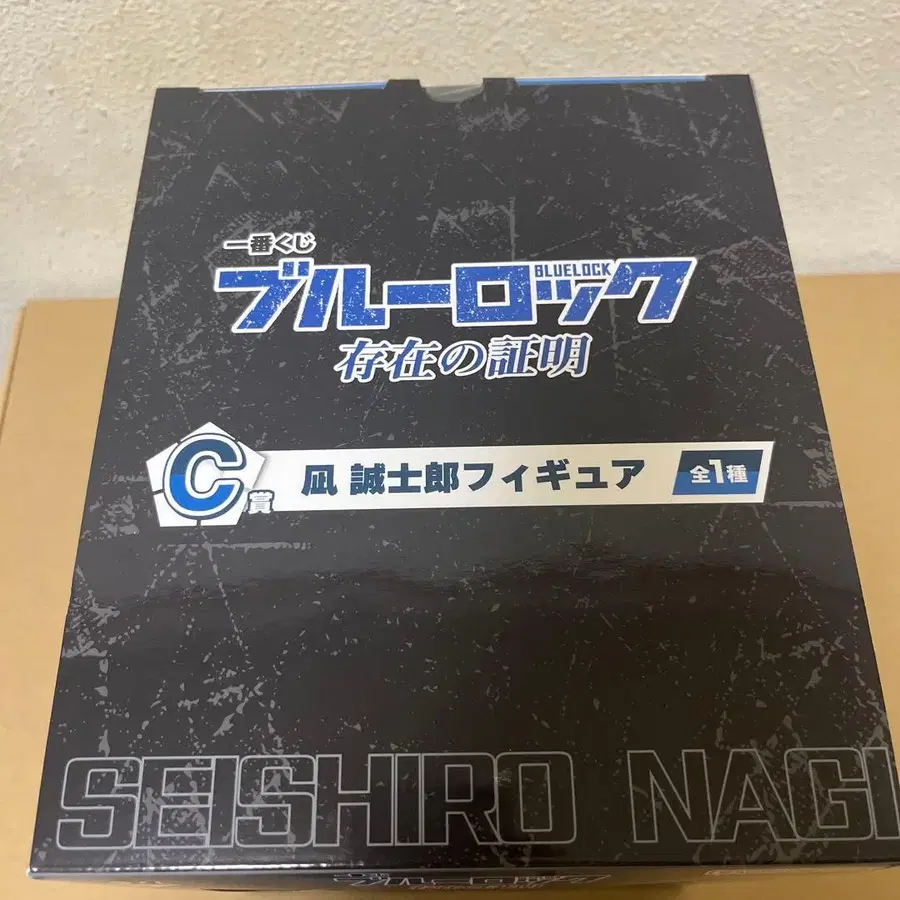 一番くじ
ブルーロック
BLUELOCK
存在の証明
C賞 凪 誠士郎フィギュア 全1種
SEISHIRO NAGI